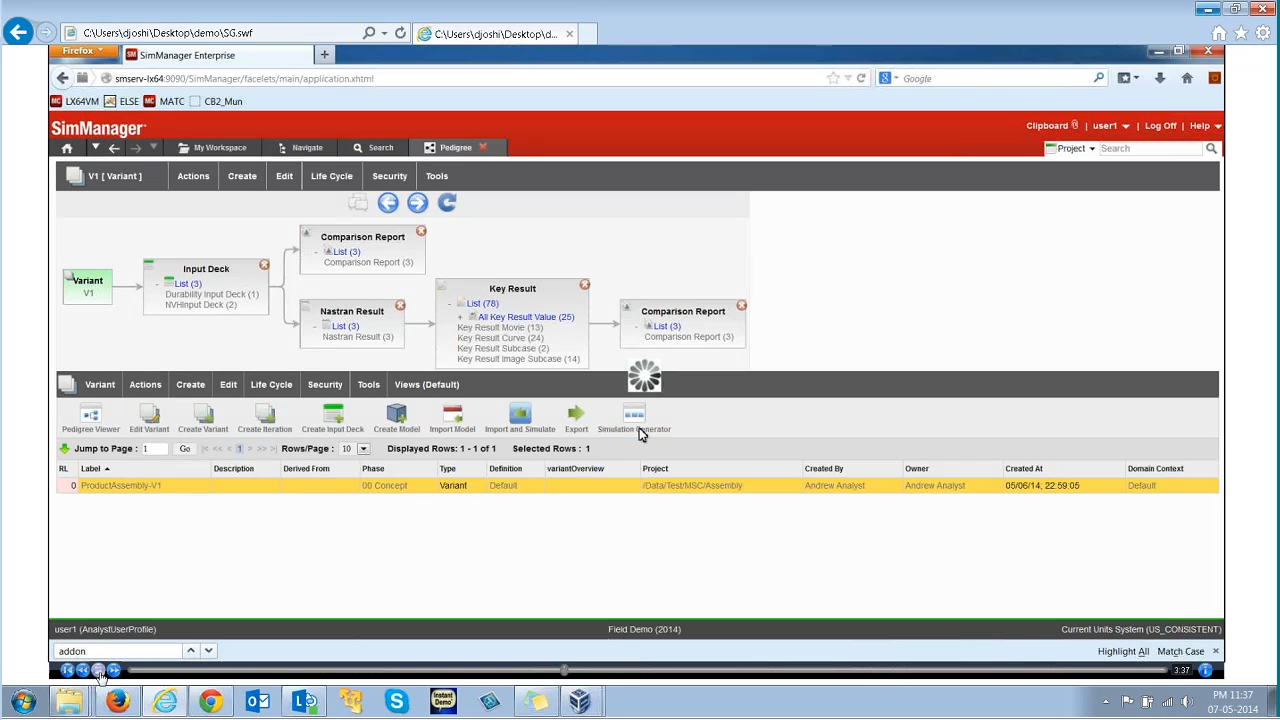 C:\Users\djoshi\Desktop\demo\SG.swf
C:\Users\djoshi\Desktop\d...
Firefox
SimManager Enterprise
smserv-lx64:9090/SimManager/facelets/main/application.xhtml
Google
LX64VM ELSE MATC CB2_Mun
SimManager
Clipboard user1 Log Off Help
My Workspace Navigate Search Pedigree
Project Search
V1 [ Variant ] Actions Create Edit Life Cycle Security Tools
Comparison Report
- List (3)
Comparison Report (3)
Variant
V1
Input Deck
- List (3)
Durability Input Deck (1)
NVHInput Deck (2)
Nastran Result
- List (3)
Nastran Result (3)
Key Result
- List (78)
+ All Key Result Value (25)
Key Result Movie (13)
Key Result Curve (24)
Key Result Subcase (2)
Key Result Image Subcase (14)
Comparison Report
- List (3)
Comparison Report (3)
Variant Actions Create Edit Life Cycle Security Tools Views (Default)
Pedigree Viewer Edit Variant Create Variant Create Iteration Create Input Deck Create Model Import Model Import and Simulate Export Simulation
Jump to Page : 1 Go |< << < 1 > >> >| Rows/Page : 10 Displayed Rows: 1 - 1 of 1 Selected Rows : 1
RL Label Description Derived From Phase Type Definition variantOverview Project Created By Owner Created At Domain Context
0 ProductAssembly-V1 00 Concept Variant Default /Data/Test/MSC/Assembly Andrew Analyst Andrew Analyst 05/06/14, 22:59:05 Default
user1 (AnalystUserProfile) Field Demo (2014) Current Units System (US_CONSISTENT)
addon Highlight All Match Case
3:37
Instant Demo
PM 11:37
07-05-2014